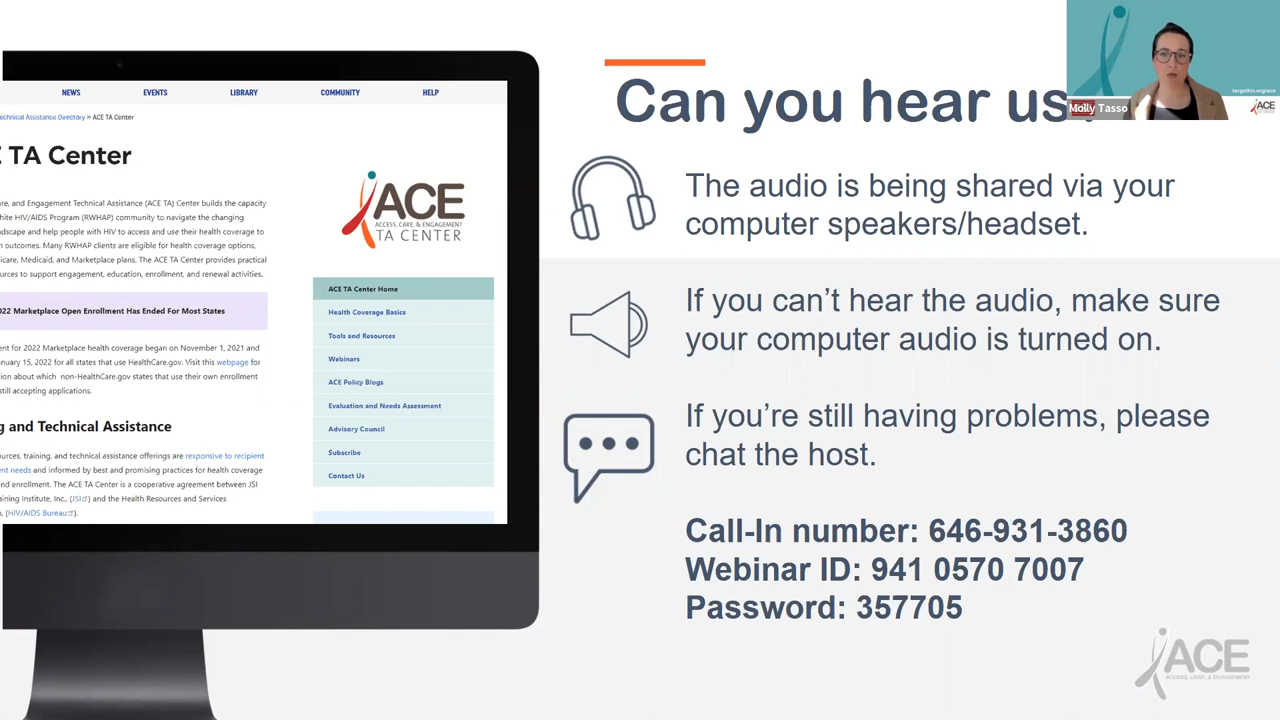 NEWS EVENTS LIBRARY COMMUNITY HELP
echnical Assistance Directory » ACE TA Center
TA Center
re, and Engagement Technical Assistance (ACE TA) Center builds the capacity
hite HIV/AIDS Program (RWHAP) community to navigate the changing
ndscape and help people with HIV to access and use their health coverage to
h outcomes. Many RWHAP clients are eligible for health coverage options,
icare, Medicaid, and Marketplace plans. The ACE TA Center provides practical
urces to support engagement, education, enrollment, and renewal activities.
022 Marketplace Open Enrollment Has Ended For Most States
ent for 2022 Marketplace health coverage began on November 1, 2021 and
nuary 15, 2022 for all states that use HealthCare.gov. Visit this webpage for
tion about which non-HealthCare.gov states that use their own enrollment
still accepting applications.
g and Technical Assistance
ources, training, and technical assistance offerings are responsive to recipient
ent needs and informed by best and promising practices for health coverage
and enrollment. The ACE TA Center is a cooperative agreement between JSI
aining Institute, Inc., (JSI) and the Health Resources and Services
n, (HIV/AIDS Bureau)
ACE
ACCESS, CARE, & ENGAGEMENT
TA CENTER
ACE TA Center Home
Health Coverage Basics
Tools and Resources
Webinars
ACE Policy Blogs
Evaluation and Needs Assessment
Advisory Council
Subscribe
Contact Us
Can you hear us
The audio is being shared via your
computer speakers/headset.
If you can’t hear the audio, make sure
your computer audio is turned on.
If you’re still having problems, please
chat the host.
Call-In number: 646-931-3860
Webinar ID: 941 0570 7007
Password: 357705
targethiv.org/ace
Molly Tasso
ACE
ACE
ACCESS, CARE, & ENGAGEMENT